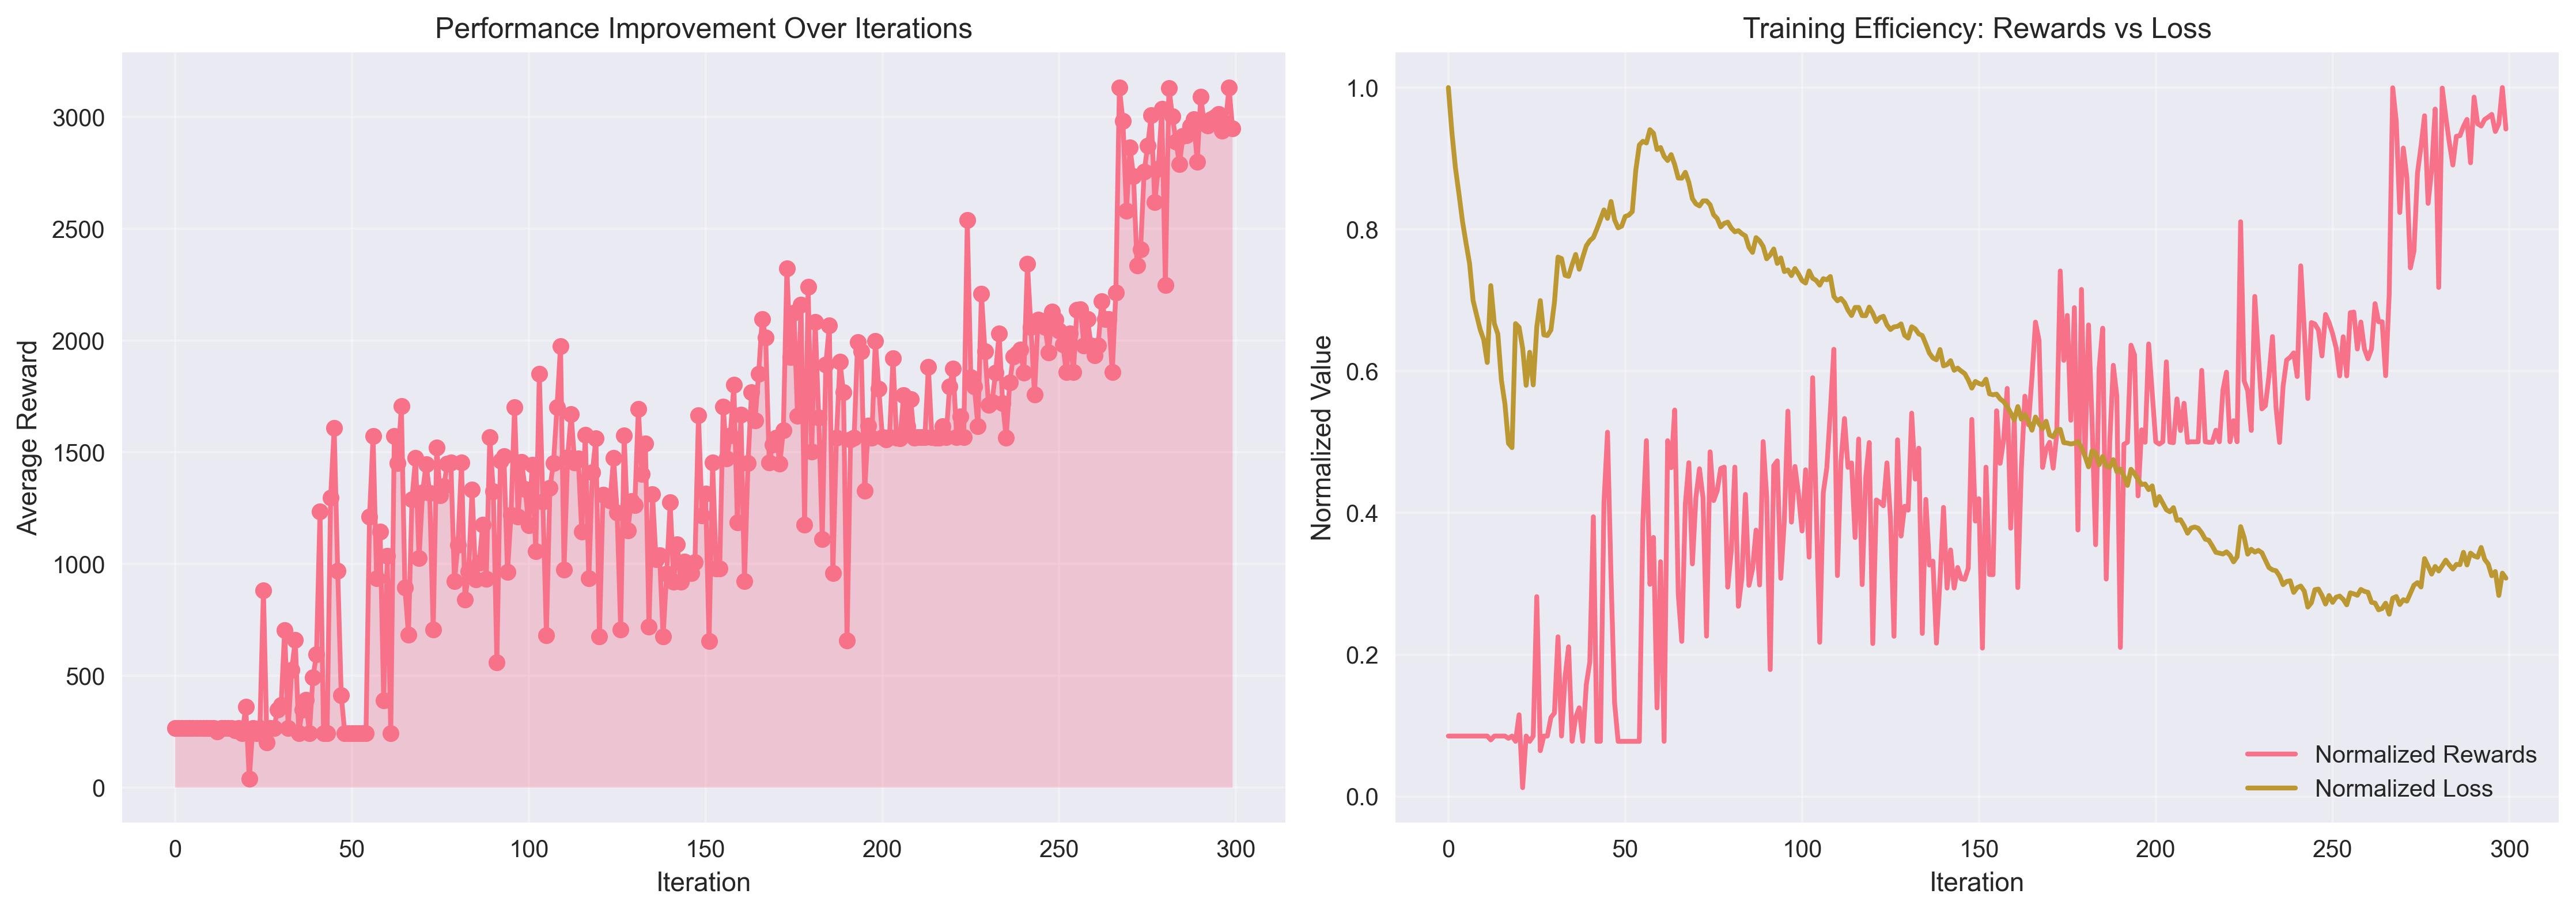 Performance Improvement Over Iterations
Average Reward
3000
2500
2000
1500
1000
500
0
0 50 100 150 200 250 300
Iteration
Training Efficiency: Rewards vs Loss
Normalized Value
1.0
0.8
0.6
0.4
0.2
0.0
Normalized Rewards
Normalized Loss
0 50 100 150 200 250 300
Iteration